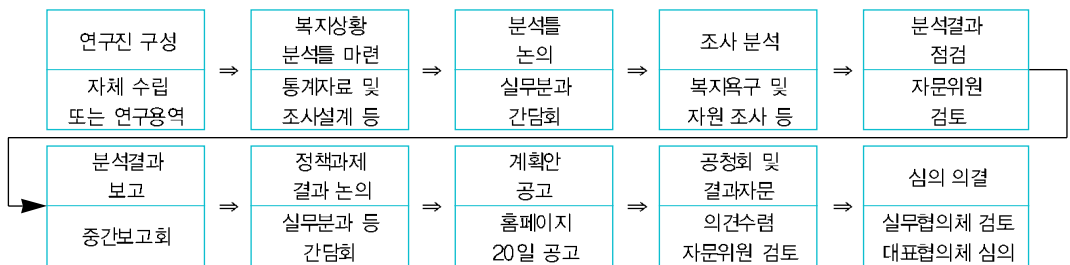 연구진 구성
자체 수립
또는 연구용역
⇒
복지상황
분석틀 마련
통계자료 및
조사설계 등
⇒
분석틀
논의
실무분과
간담회
⇒
조사 분석
복지욕구 및
자원 조사 등
⇒
분석결과
점검
자문위원
검토
분석결과
보고
중간보고회
⇒
정책과제
결과 논의
실무분과 등
간담회
⇒
계획안
공고
홈페이지
20일 공고
⇒
공청회 및
결과자문
의견수렴
자문위원 검토
⇒
심의 의결
실무협의체 검토
대표협의체 심의